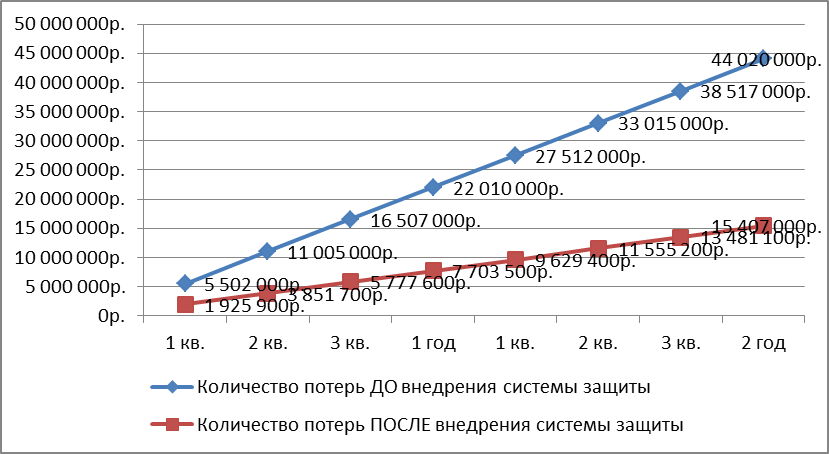 50 000 000р.
45 000 000р.
40 000 000р.
35 000 000р.
30 000 000р.
25 000 000р.
20 000 000р.
15 000 000р.
10 000 000р.
5 000 000р.
0р.
44 020 000р.
38 517 000р.
33 015 000р.
27 512 000р.
22 010 000р.
16 507 000р.
11 005 000р.
5 502 000р.
15 407 000р.
13 481 100р.
11 555 200р.
9 629 400р.
7 703 500р.
5 777 600р.
3 851 700р.
1 925 900р.
1 кв. 2 кв. 3 кв. 1 год 1 кв. 2 кв. 3 кв. 2 год
Количество потерь ДО внедрения системы защиты
Количество потерь ПОСЛЕ внедрения системы защиты